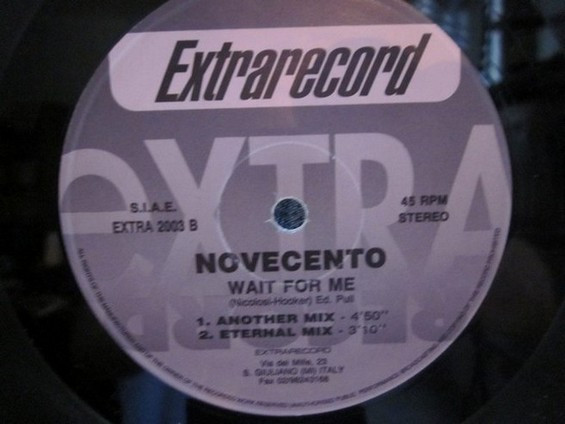 Extrarecord
eXTRA
S.I.A.E.
EXTRA 2003 B
45 RPM
STEREO
NOVECENTO
WAIT FOR ME
(Nicolosi-Hooker) Ed. Pull
1. ANOTHER MIX - 4'50"
2. ETERNAL MIX - 3'10"
EXTRARECORD
Via dei Mille, 23
S. GIULIANO (MI) ITALY